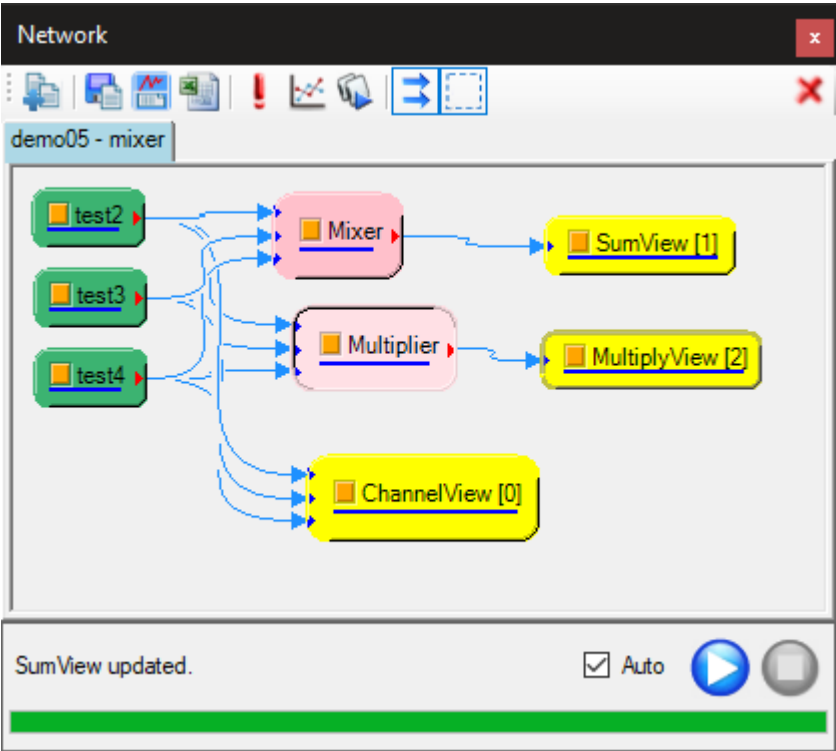 Network
x
demo05 - mixer
test2
Mixer
SumView [1]
test3
Multiplier
MultiplyView [2]
test4
ChannelView [0]
SumView updated.
Auto